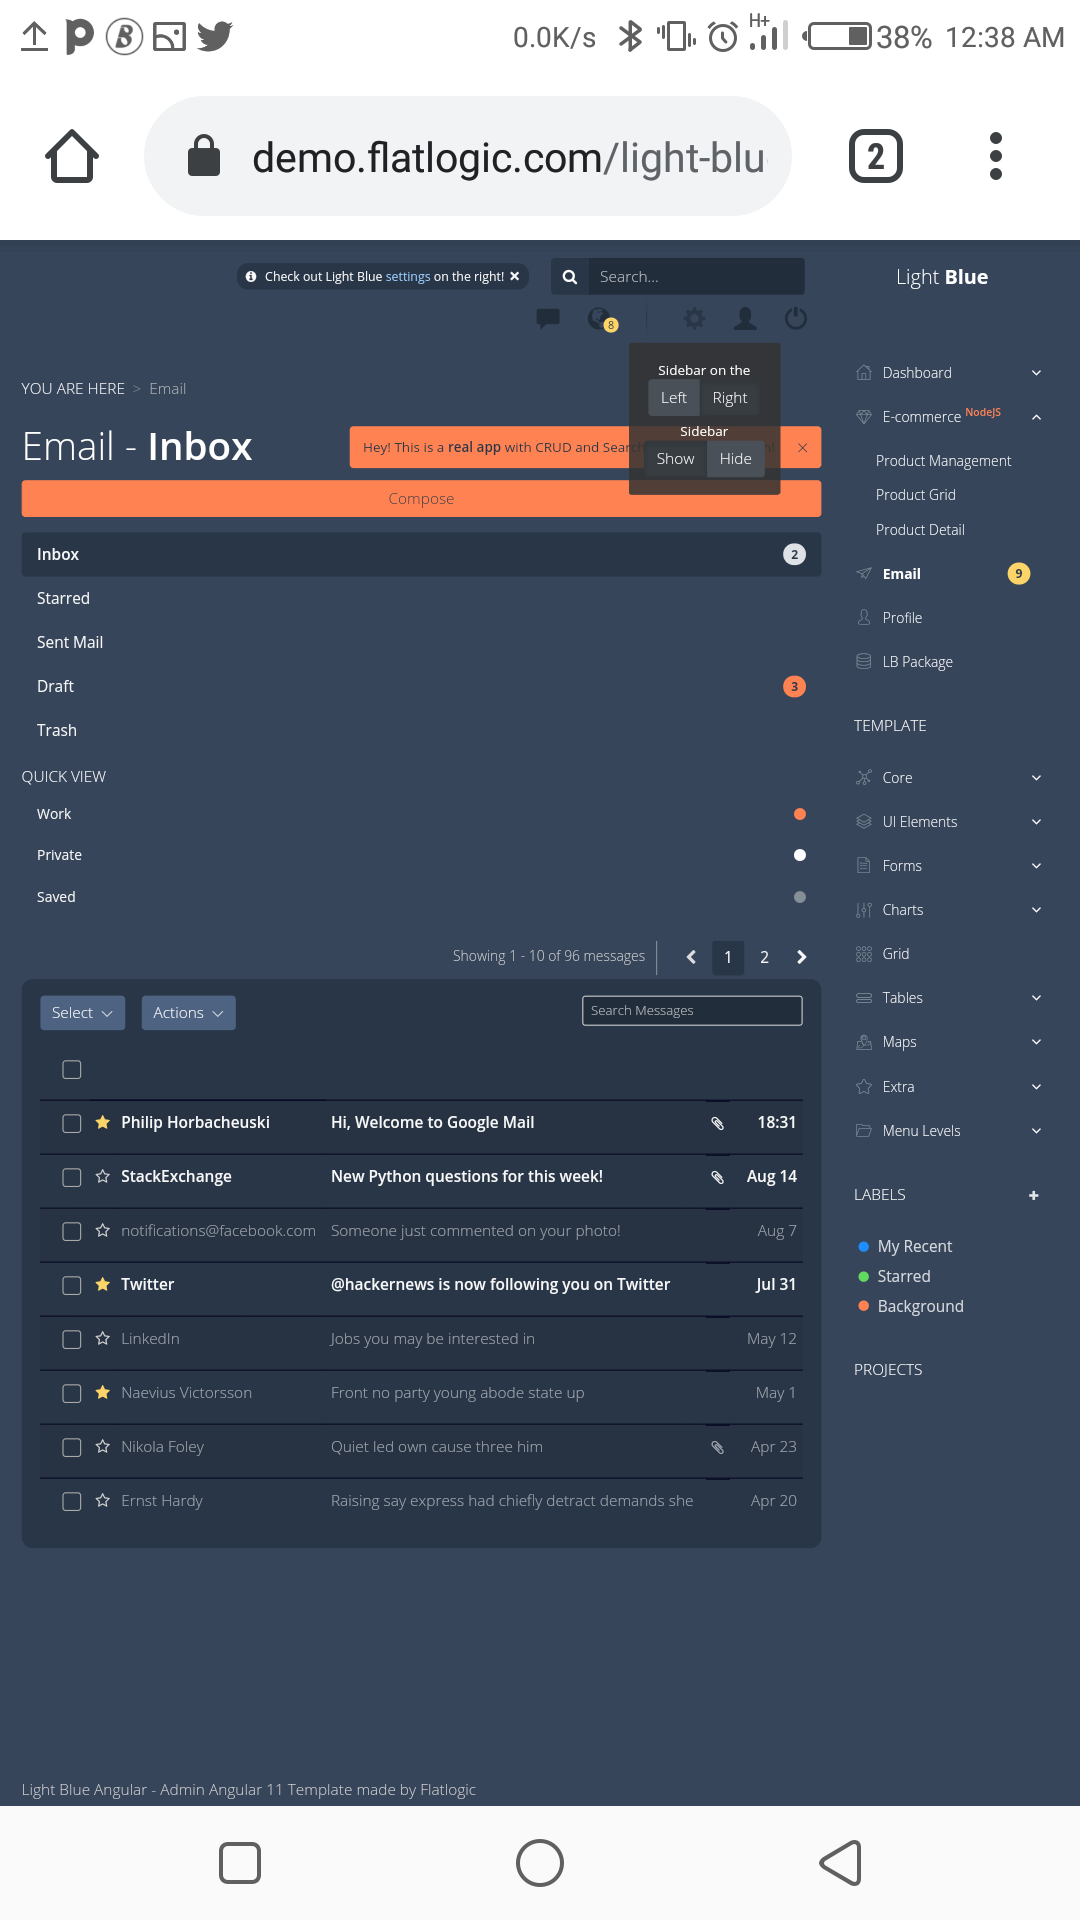 0.0K/s H+ 38% 12:38 AM
demo.flatlogic.com/light-blu
2
Check out Light Blue settings on the right!
Search...
Light Blue
8
YOU ARE HERE > Email
Email - Inbox
Hey! This is a real app with CRUD and
Sidebar on the
Left Right
Sidebar
Show Hide
Compose
Inbox 2
Starred
Sent Mail
Draft 3
Trash
QUICK VIEW
Work
Private
Saved
Showing 1 - 10 of 96 messages
1 2
Select
Actions
Search Messages
Philip Horbacheuski Hi, Welcome to Google Mail 18:31
StackExchange New Python questions for this week! Aug 14
notifications@facebook.com Someone just commented on your photo! Aug 7
Twitter @hackernews is now following you on Twitter Jul 31
LinkedIn Jobs you may be interested in May 12
Naevius Victorsson Front no party young abode state up May 1
Nikola Foley Quiet led own cause three him Apr 23
Ernst Hardy Raising say express had chiefly detract demands she Apr 20
Dashboard
E-commerce NodeJS
Product Management
Product Grid
Product Detail
Email 9
Profile
LB Package
TEMPLATE
Core
UI Elements
Forms
Charts
Grid
Tables
Maps
Extra
Menu Levels
LABELS +
My Recent
Starred
Background
PROJECTS
Light Blue Angular - Admin Angular 11 Template made by Flatlogic